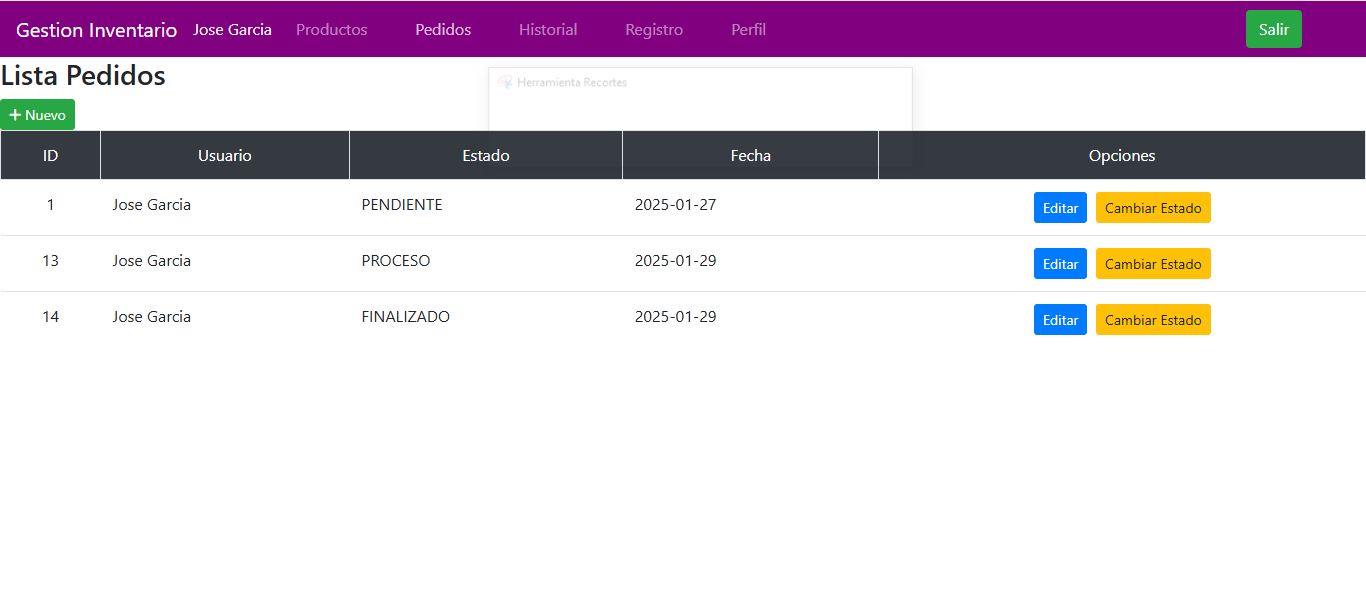 Gestion Inventario Jose Garcia Productos Pedidos Historial Registro Perfil Salir
Lista Pedidos
Herramienta Recortes
+ Nuevo
ID Usuario Estado Fecha Opciones
1 Jose Garcia PENDIENTE 2025-01-27 Editar Cambiar Estado
13 Jose Garcia PROCESO 2025-01-29 Editar Cambiar Estado
14 Jose Garcia FINALIZADO 2025-01-29 Editar Cambiar Estado